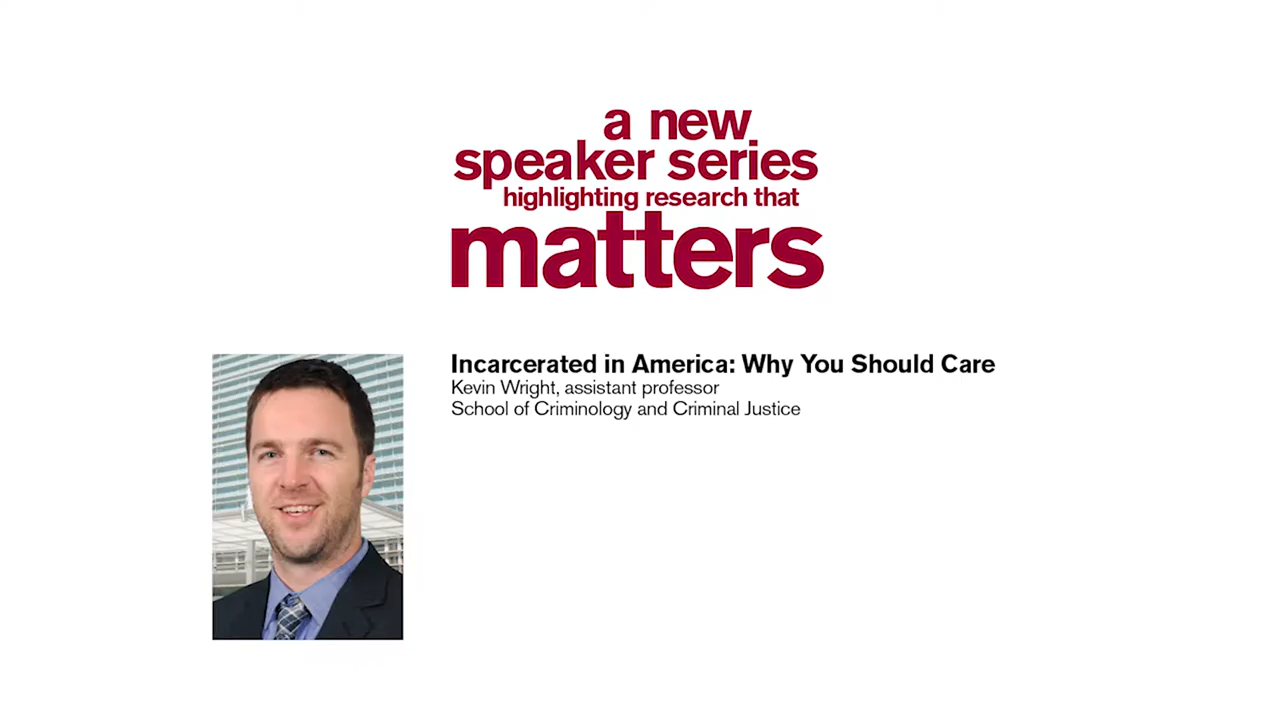 a new
speaker series
highlighting research that
matters
Incarcerated in America: Why You Should Care
Kevin Wright, assistant professor
School of Criminology and Criminal Justice